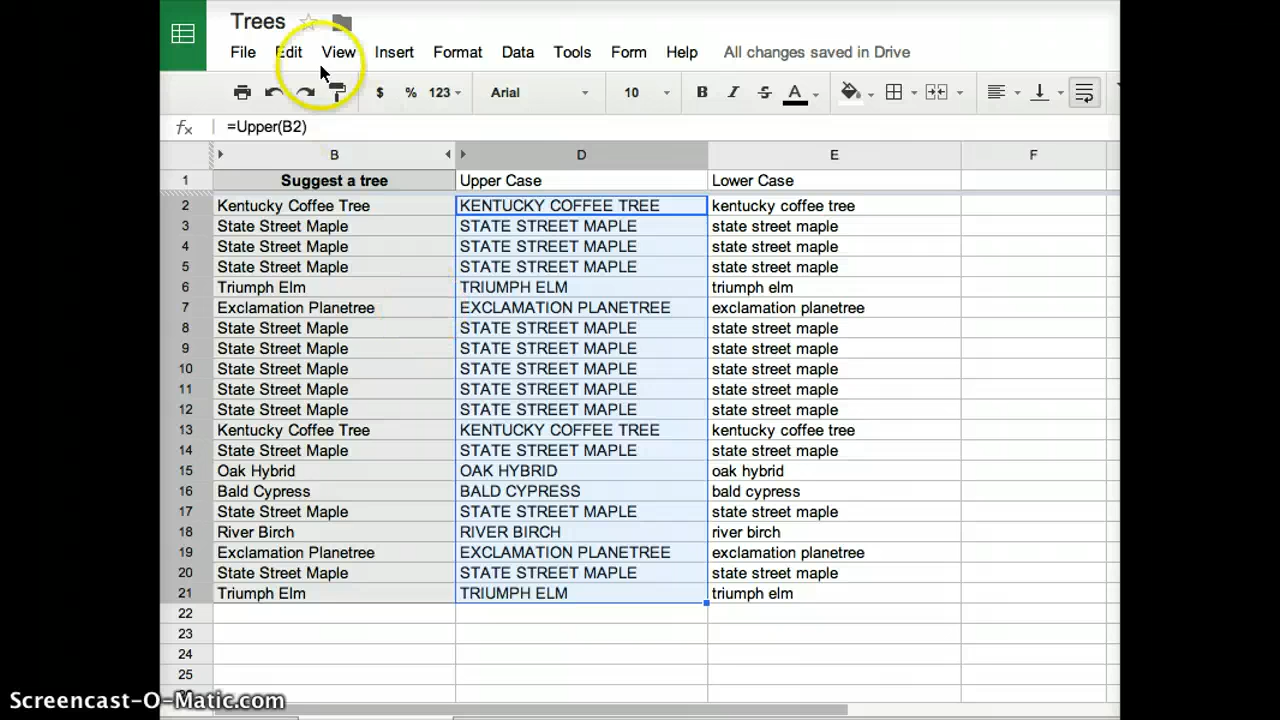 Trees
File Edit View Insert Format Data Tools Form Help All changes saved in Drive
$ % 123 Arial 10 B I S A
fx =Upper(B2)
B D E F
1 Suggest a tree Upper Case Lower Case
2 Kentucky Coffee Tree KENTUCKY COFFEE TREE kentucky coffee tree
3 State Street Maple STATE STREET MAPLE state street maple
4 State Street Maple STATE STREET MAPLE state street maple
5 State Street Maple STATE STREET MAPLE state street maple
6 Triumph Elm TRIUMPH ELM triumph elm
7 Exclamation Planetree EXCLAMATION PLANETREE exclamation planetree
8 State Street Maple STATE STREET MAPLE state street maple
9 State Street Maple STATE STREET MAPLE state street maple
10 State Street Maple STATE STREET MAPLE state street maple
11 State Street Maple STATE STREET MAPLE state street maple
12 State Street Maple STATE STREET MAPLE state street maple
13 Kentucky Coffee Tree KENTUCKY COFFEE TREE kentucky coffee tree
14 State Street Maple STATE STREET MAPLE state street maple
15 Oak Hybrid OAK HYBRID oak hybrid
16 Bald Cypress BALD CYPRESS bald cypress
17 State Street Maple STATE STREET MAPLE state street maple
18 River Birch RIVER BIRCH river birch
19 Exclamation Planetree EXCLAMATION PLANETREE exclamation planetree
20 State Street Maple STATE STREET MAPLE state street maple
21 Triumph Elm TRIUMPH ELM triumph elm
22
23
24
25
Screencast-O-Matic.com